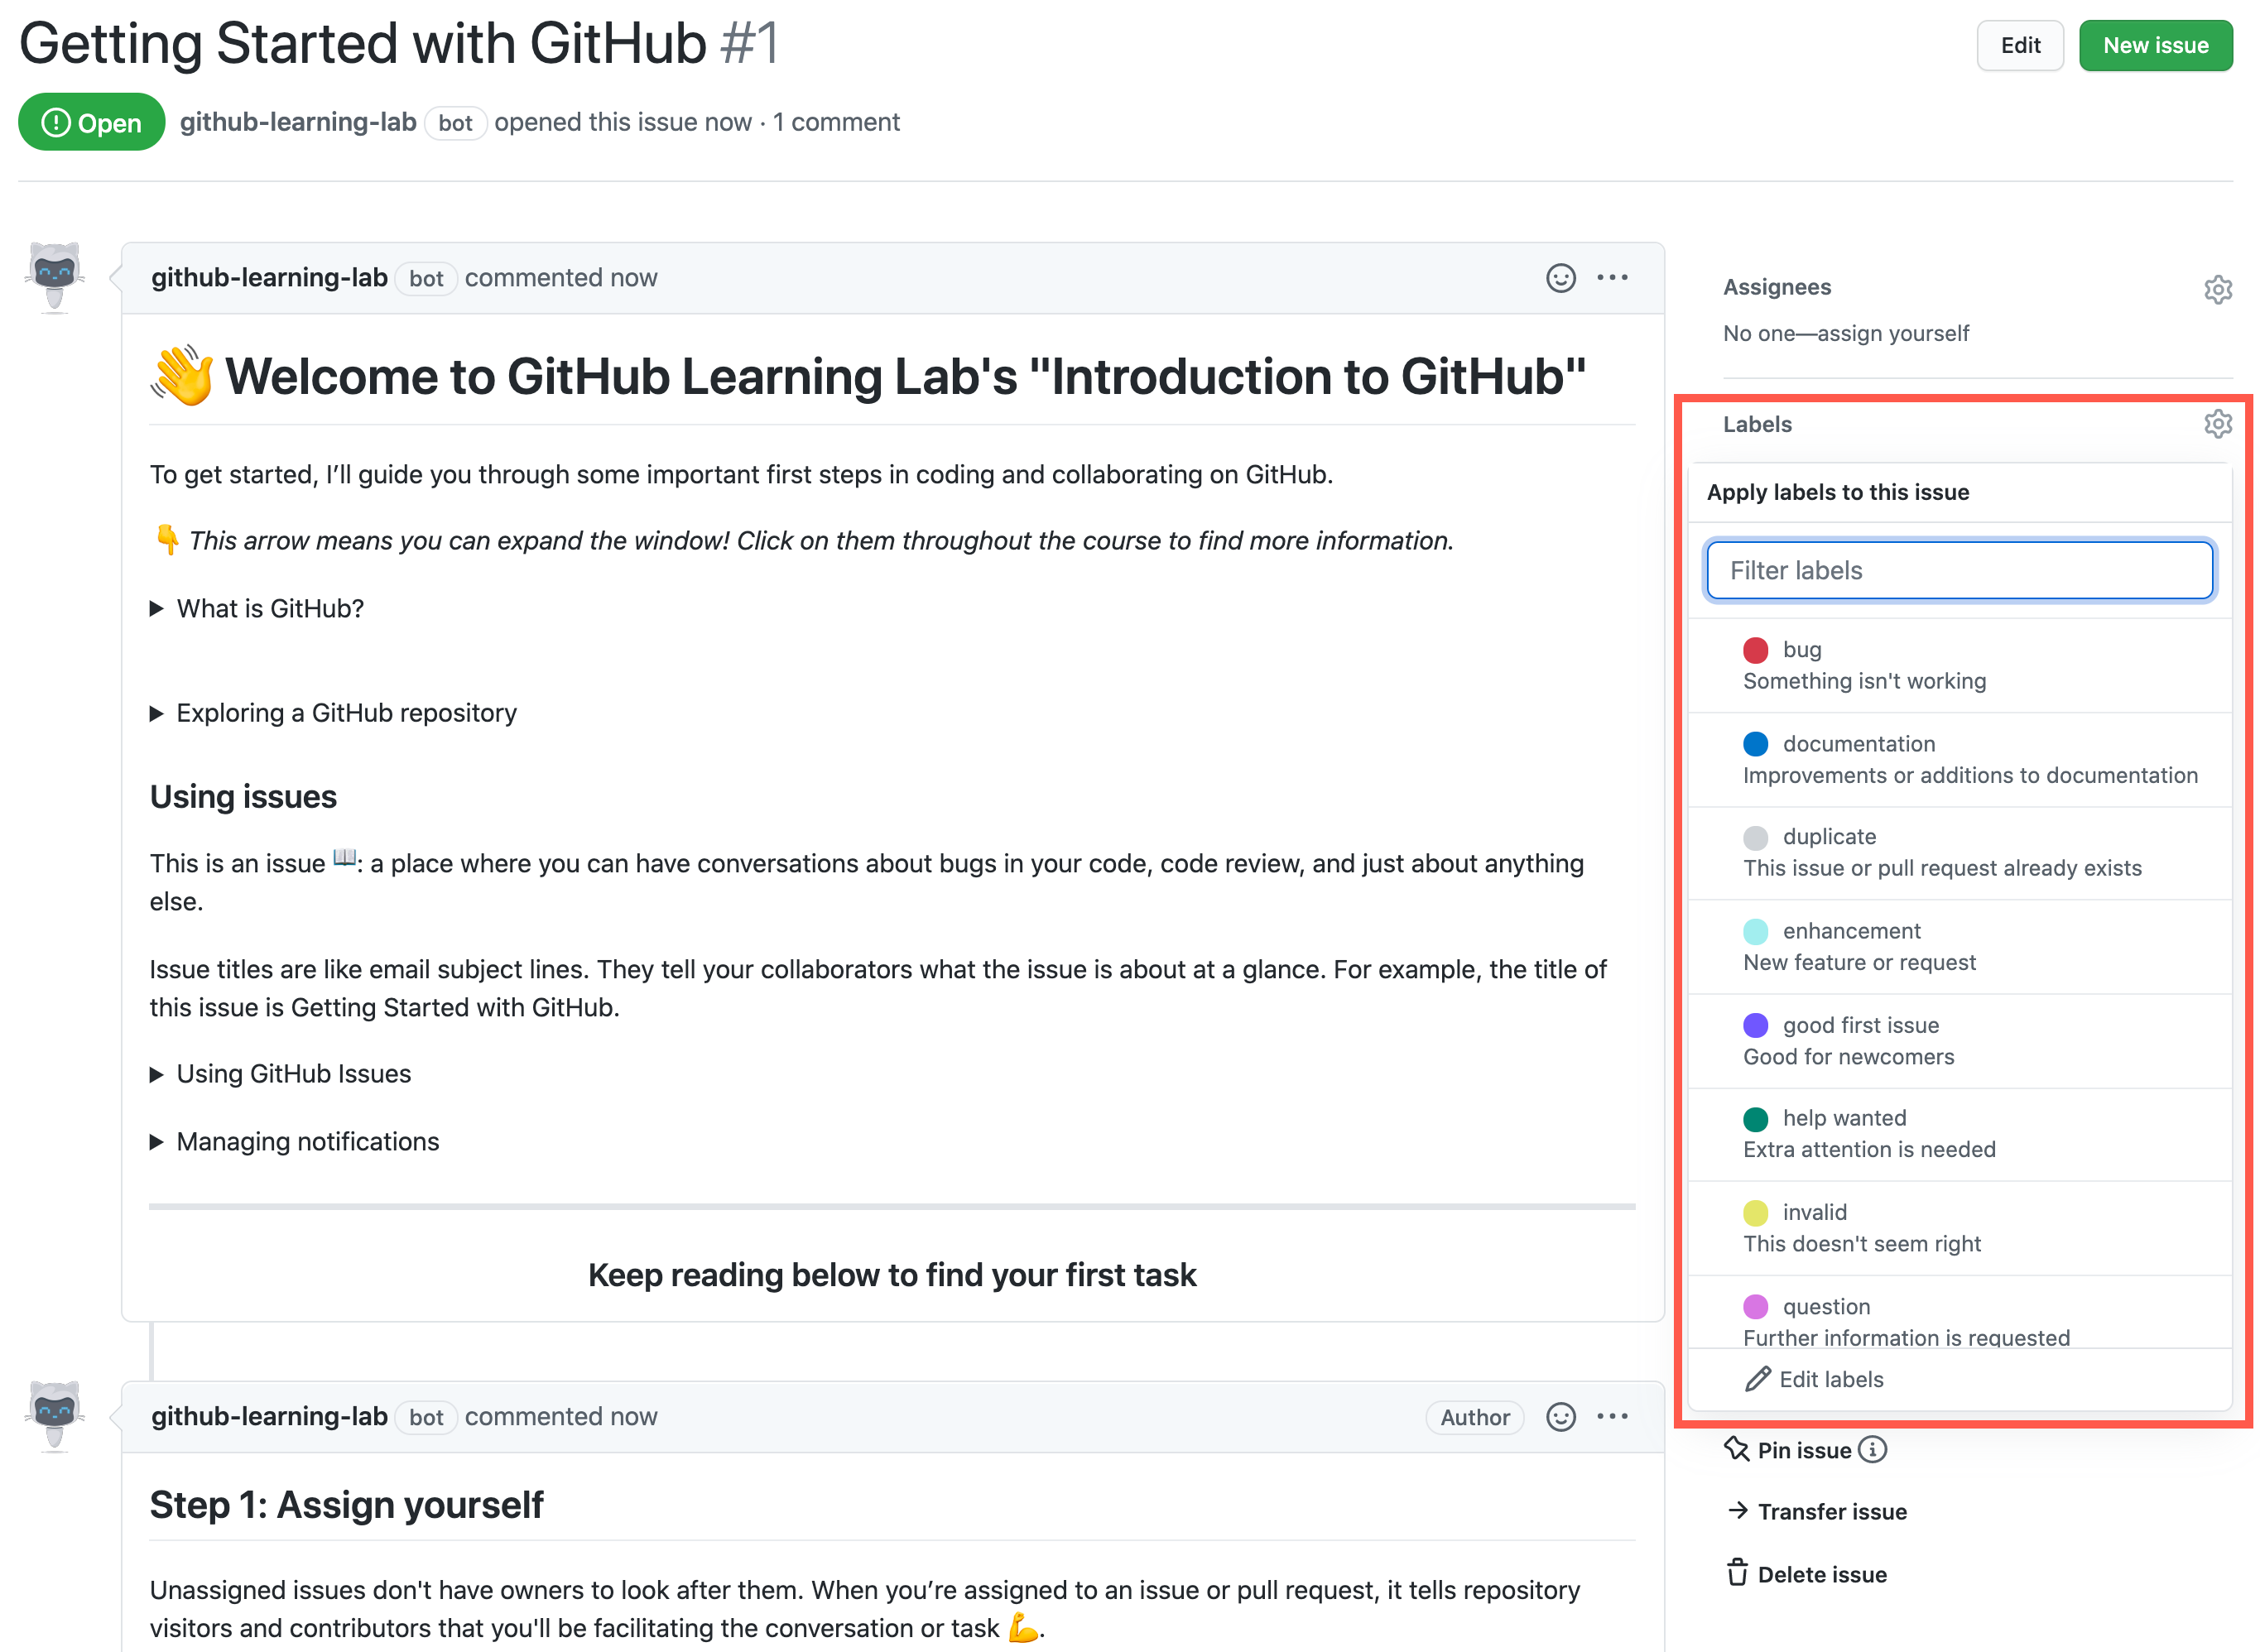 Getting Started with GitHub #1
Edit
New issue
Open
github-learning-lab bot opened this issue now · 1 comment
github-learning-lab bot commented now
👋 Welcome to GitHub Learning Lab's "Introduction to GitHub"
To get started, I’ll guide you through some important first steps in coding and collaborating on GitHub.
👇 This arrow means you can expand the window! Click on them throughout the course to find more information.
▶ What is GitHub?
▶ Exploring a GitHub repository
Using issues
This is an issue 📖: a place where you can have conversations about bugs in your code, code review, and just about anything
else.
Issue titles are like email subject lines. They tell your collaborators what the issue is about at a glance. For example, the title of
this issue is Getting Started with GitHub.
▶ Using GitHub Issues
▶ Managing notifications
Keep reading below to find your first task
github-learning-lab bot commented now
Author
Step 1: Assign yourself
Unassigned issues don't have owners to look after them. When you’re assigned to an issue or pull request, it tells repository
visitors and contributors that you'll be facilitating the conversation or task 💪.
Assignees
No one—assign yourself
Labels
Apply labels to this issue
Filter labels
bug
Something isn't working
documentation
Improvements or additions to documentation
duplicate
This issue or pull request already exists
enhancement
New feature or request
good first issue
Good for newcomers
help wanted
Extra attention is needed
invalid
This doesn't seem right
question
Further information is requested
Edit labels
Pin issue
Transfer issue
Delete issue